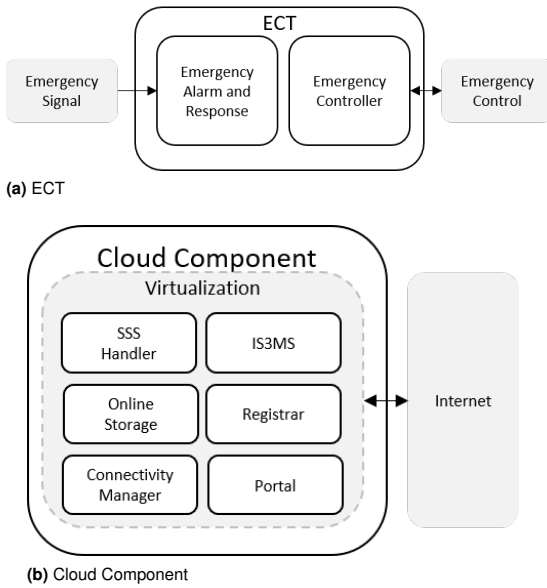 ECT
Emergency
Signal
Emergency
Alarm and
Response
Emergency
Controller
Emergency
Control
(a) ECT
Cloud Component
Virtualization
SSS
Handler
IS3MS
Online
Storage
Registrar
Connectivity
Manager
Portal
Internet
(b) Cloud Component